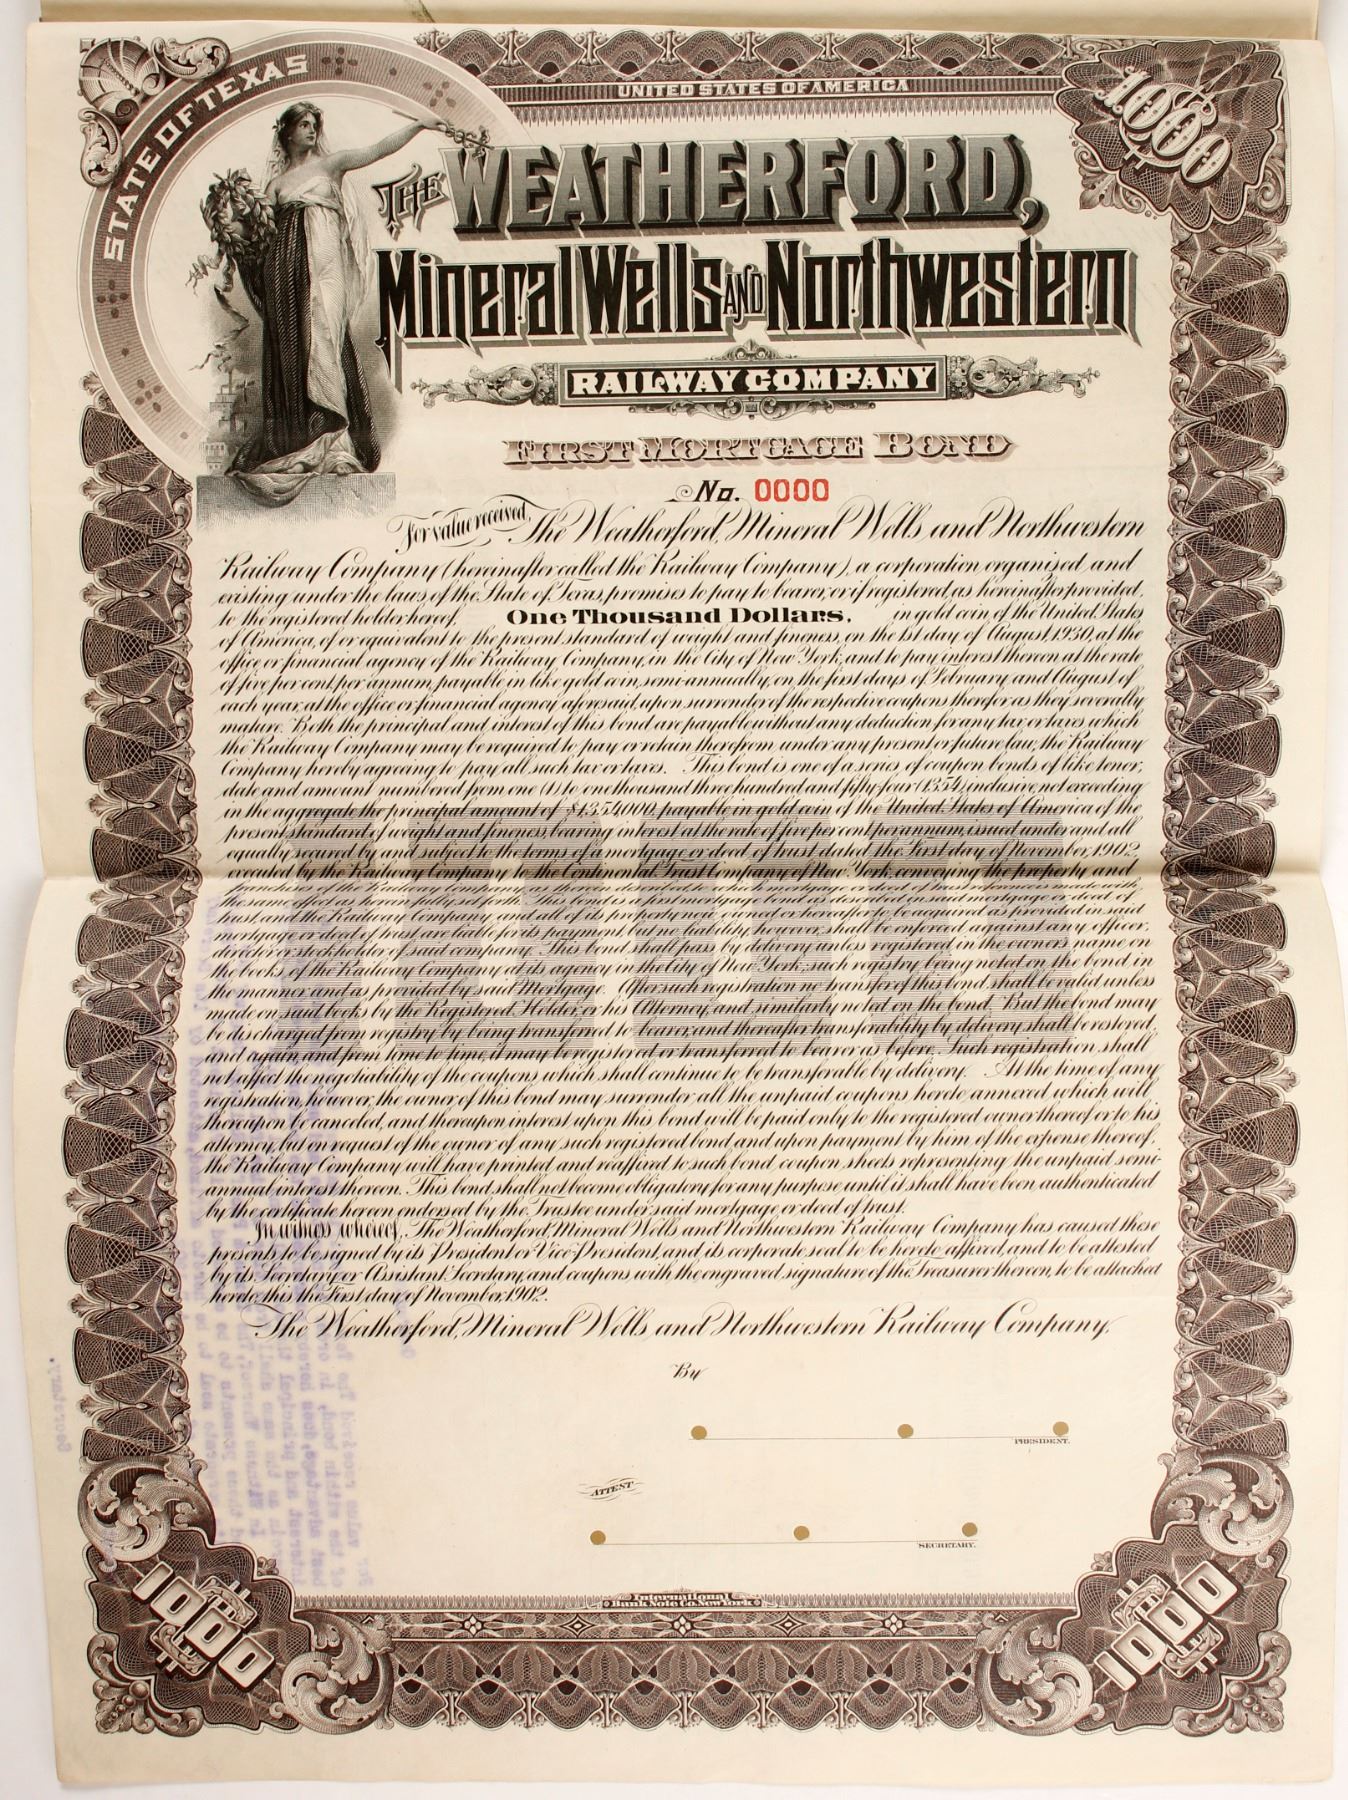 STATE OF TEXAS
UNITED STATES OF AMERICA
$1000
THE WEATHERFORD,
Mineral Wells AND Northwestern
RAILWAY COMPANY
FIRST MORTGAGE BOND
No. 0000
For value received, The Weatherford, Mineral Wells and Northwestern
Railway Company (hereinafter called the Railway Company), a corporation organized and
existing under the laws of the State of Texas, promises to pay to bearer, or if registered, as hereinafter provided,
to the registered holder hereof, One Thousand Dollars, in gold coin of the United States
of America, of or equivalent to the present standard of weight and fineness, on the 1st day of August, 1930, at the
office or financial agency of the Railway Company, in the City of New York, and to pay interest thereon at the rate
of five per cent, per annum, payable in like gold coin, semi-annually, on the first days of February and August of
each year, at the office or financial agency aforesaid, upon surrender of the respective coupons therefor as they severally
mature. Both the principal and interest of this bond are payable without any deduction for any tax or taxes which
the Railway Company may be required to pay or retain therefrom under any present or future law, the Railway
Company hereby agreeing to pay all such tax or taxes. This bond is one of a series of coupon bonds of like tenor,
date and amount numbered from one (1) to one thousand three hundred and fifty-four (1354) inclusive, not exceeding
in the aggregate the principal amount of $1,354,000, payable in gold coin of the United States of America of the
present standard of weight and fineness, bearing interest at the rate of five per cent per annum, issued under and all
equally secured by and subject to the terms of a mortgage or deed of trust dated the First day of November, 1902,
executed by the Railway Company to the Continental Trust Company of New York, conveying the property and
franchises of the Railway Company as therein described, to which mortgage or deed of trust reference is made with
the same effect as herein fully set forth. This bond is a first mortgage bond as described in said mortgage or deed of
trust, and the Railway Company, and all of its property now owned or hereafter to be acquired as provided in said
mortgage or deed of trust are liable for its payment, but no liability, however, shall be enforced against any officer,
director or stockholder of said company. This bond shall pass by delivery unless registered in the owner's name on
the books of the Railway Company at its agency in the City of New York, such registry being noted on the bond in
the manner and as provided by said Mortgage. After such registration no transfer of this bond shall be valid unless
made on said books by the Registered Holder, or his Attorney, and similarly noted on the bond. But the bond may
be discharged from registry by being transferred to bearer, and thereafter transferability by delivery shall be restored,
and again, and from time to time, it may be registered or transferred to bearer as before. Such registration shall
not affect the negotiability of the coupons, which shall continue to be transferable by delivery. At the time of any
registration, however, the owner of this bond may surrender all the unpaid coupons hereto annexed which will
thereupon be canceled, and thereupon interest upon this bond will be paid only to the registered owner thereof or to his
attorney, but on request of the owner of any such registered bond, and upon payment by him of the expense thereof,
the Railway Company will have printed and reaffixed to such bond, coupon sheets representing the unpaid semi-
annual interest thereon. This bond shall not become obligatory for any purpose until it shall have been authenticated
by the certificate hereon endorsed by the Trustee under said mortgage or deed of trust.
In witness whereof, The Weatherford, Mineral Wells and Northwestern Railway Company has caused these
presents to be signed by its President or Vice-President, and its corporate seal to be hereto affixed, and to be attested
by its Secretary or Assistant Secretary, and coupons with the engraved signature of the Treasurer thereon, to be attached
hereto, this the First day of November, 1902.
The Weatherford, Mineral Wells and Northwestern Railway Company,
By
PRESIDENT.
ATTEST
SECRETARY.
International
Bank Note Co. New York
1000
1000